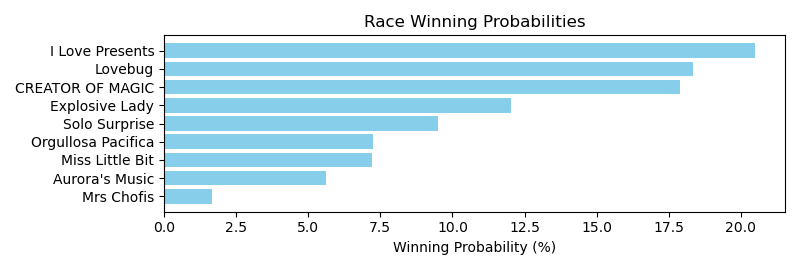 Race Winning Probabilities
I Love Presents
Lovebug
CREATOR OF MAGIC
Explosive Lady
Solo Surprise
Orgullosa Pacifica
Miss Little Bit
Aurora's Music
Mrs Chofis
0.0 2.5 5.0 7.5 10.0 12.5 15.0 17.5 20.0
Winning Probability (%)